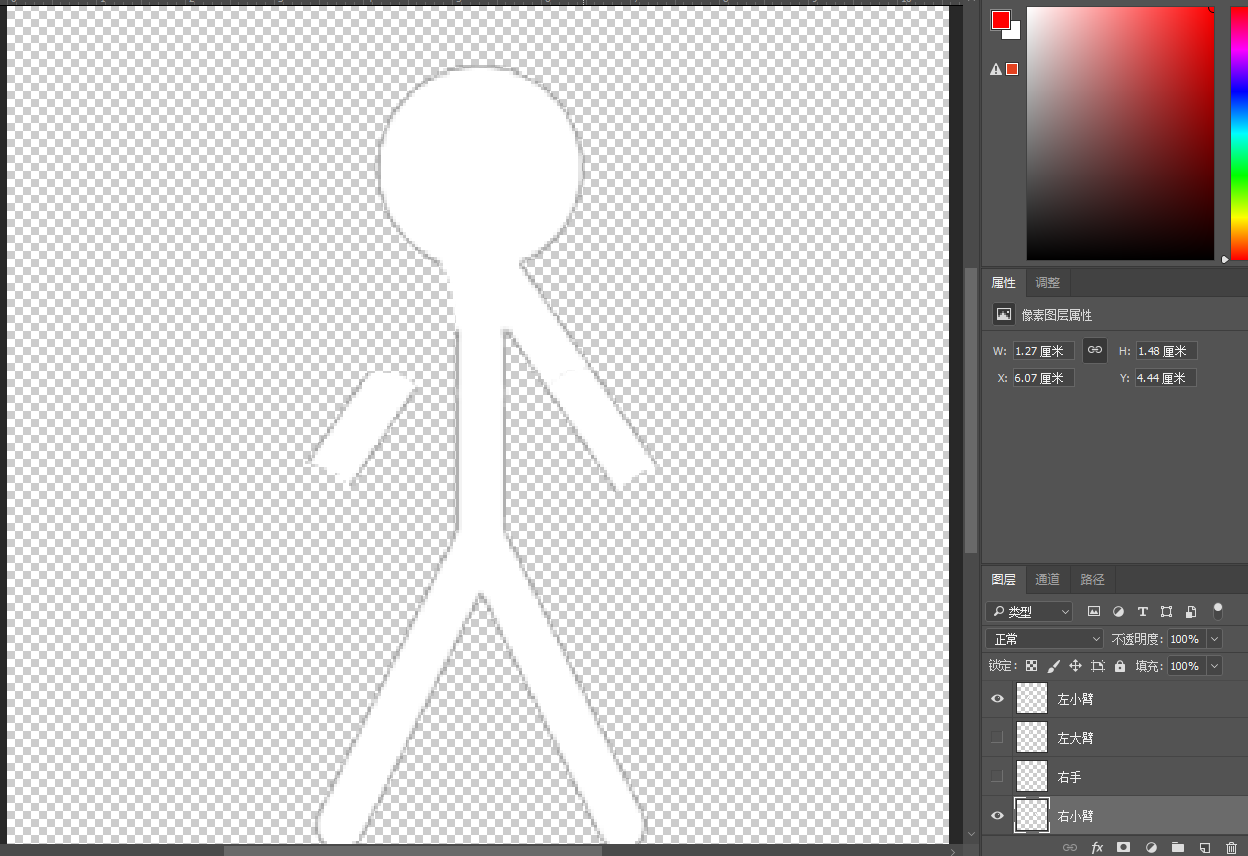 属性 调整
像素图层属性
W: 1.27 厘米 H: 1.48 厘米
X: 6.07 厘米 Y: 4.44 厘米
图层 通道 路径
类型
正常 不透明度: 100%
锁定: 填充: 100%
左小臂
左大臂
右手
右小臂
fx